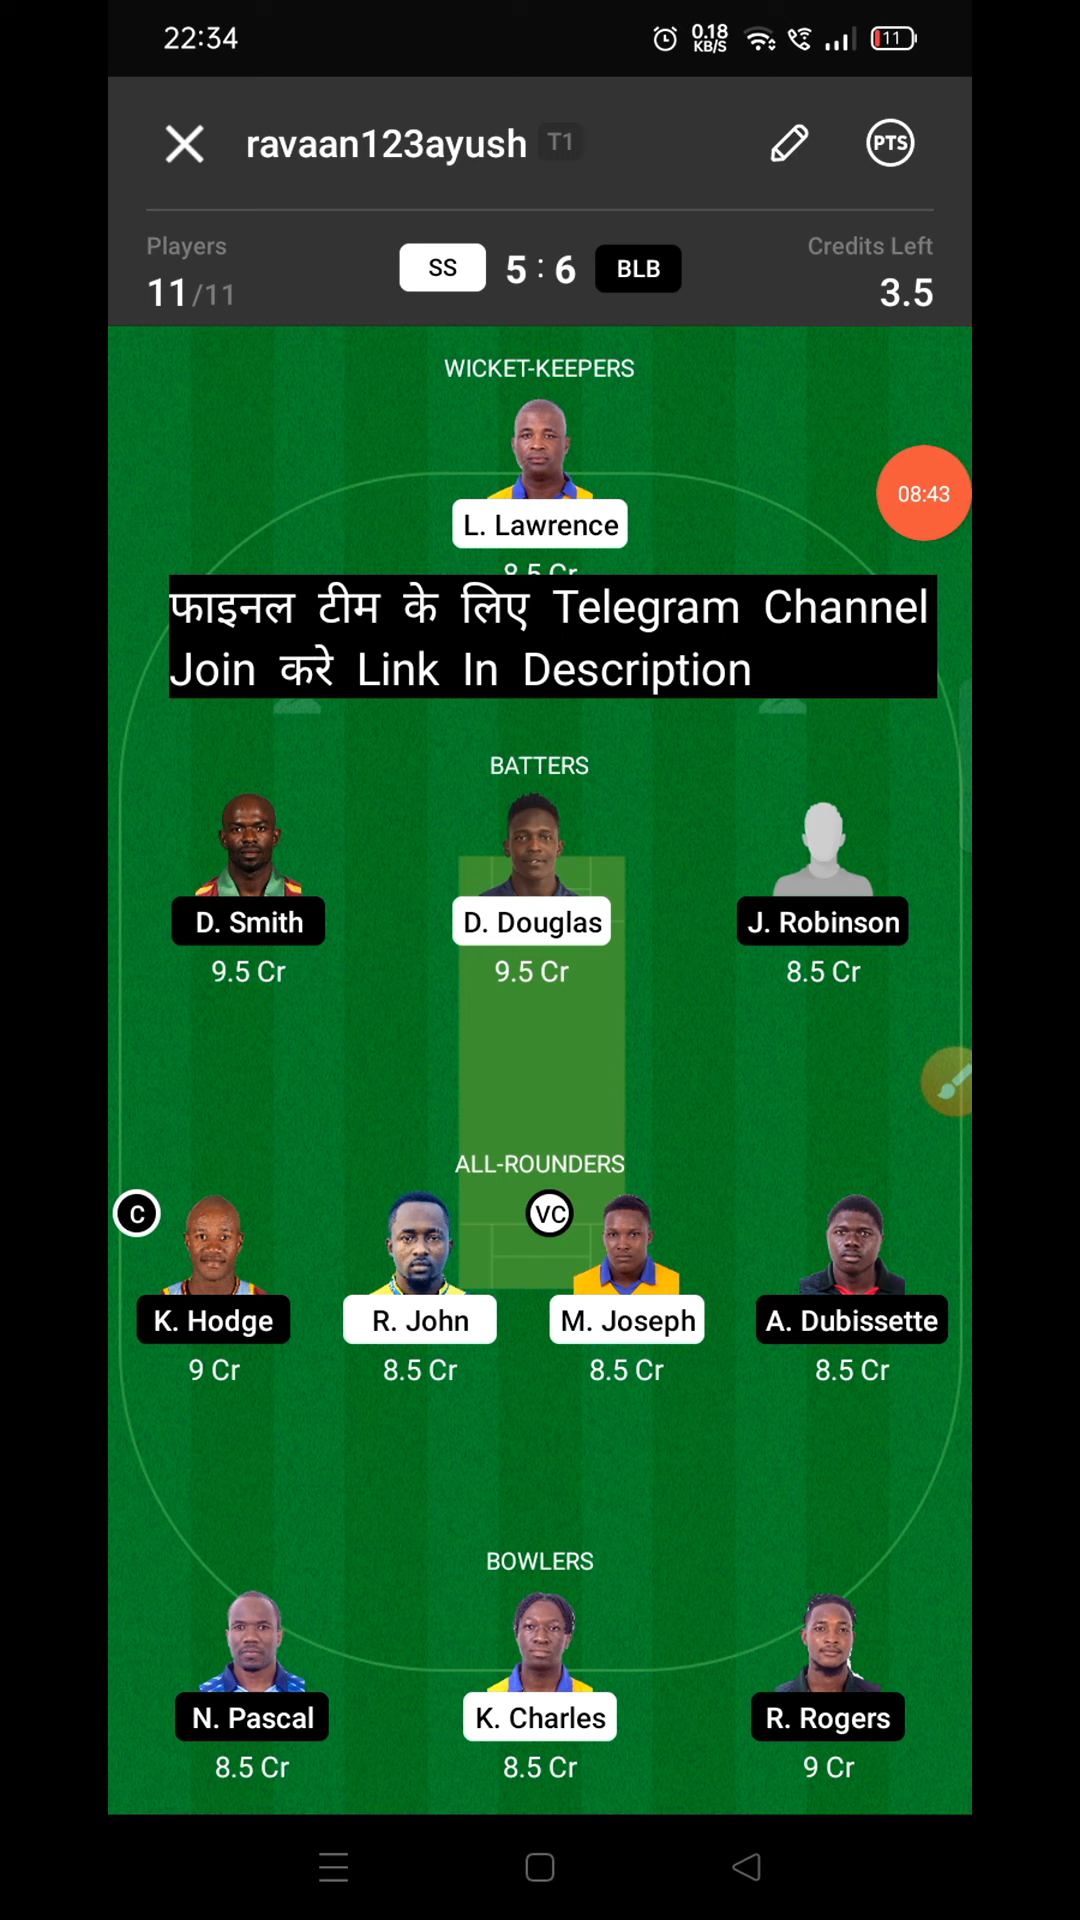 22:34 0.18 KB/S 11
ravaan123ayush T1 PTS
Players Credits Left
11/11 SS 5 : 6 BLB 3.5
WICKET-KEEPERS
08:43
L. Lawrence
8.5 Cr
फाइनल टीम के लिए Telegram Channel
Join करे Link In Description
BATTERS
D. Smith D. Douglas J. Robinson
9.5 Cr 9.5 Cr 8.5 Cr
ALL-ROUNDERS
C VC
K. Hodge R. John M. Joseph A. Dubissette
9 Cr 8.5 Cr 8.5 Cr 8.5 Cr
BOWLERS
N. Pascal K. Charles R. Rogers
8.5 Cr 8.5 Cr 9 Cr